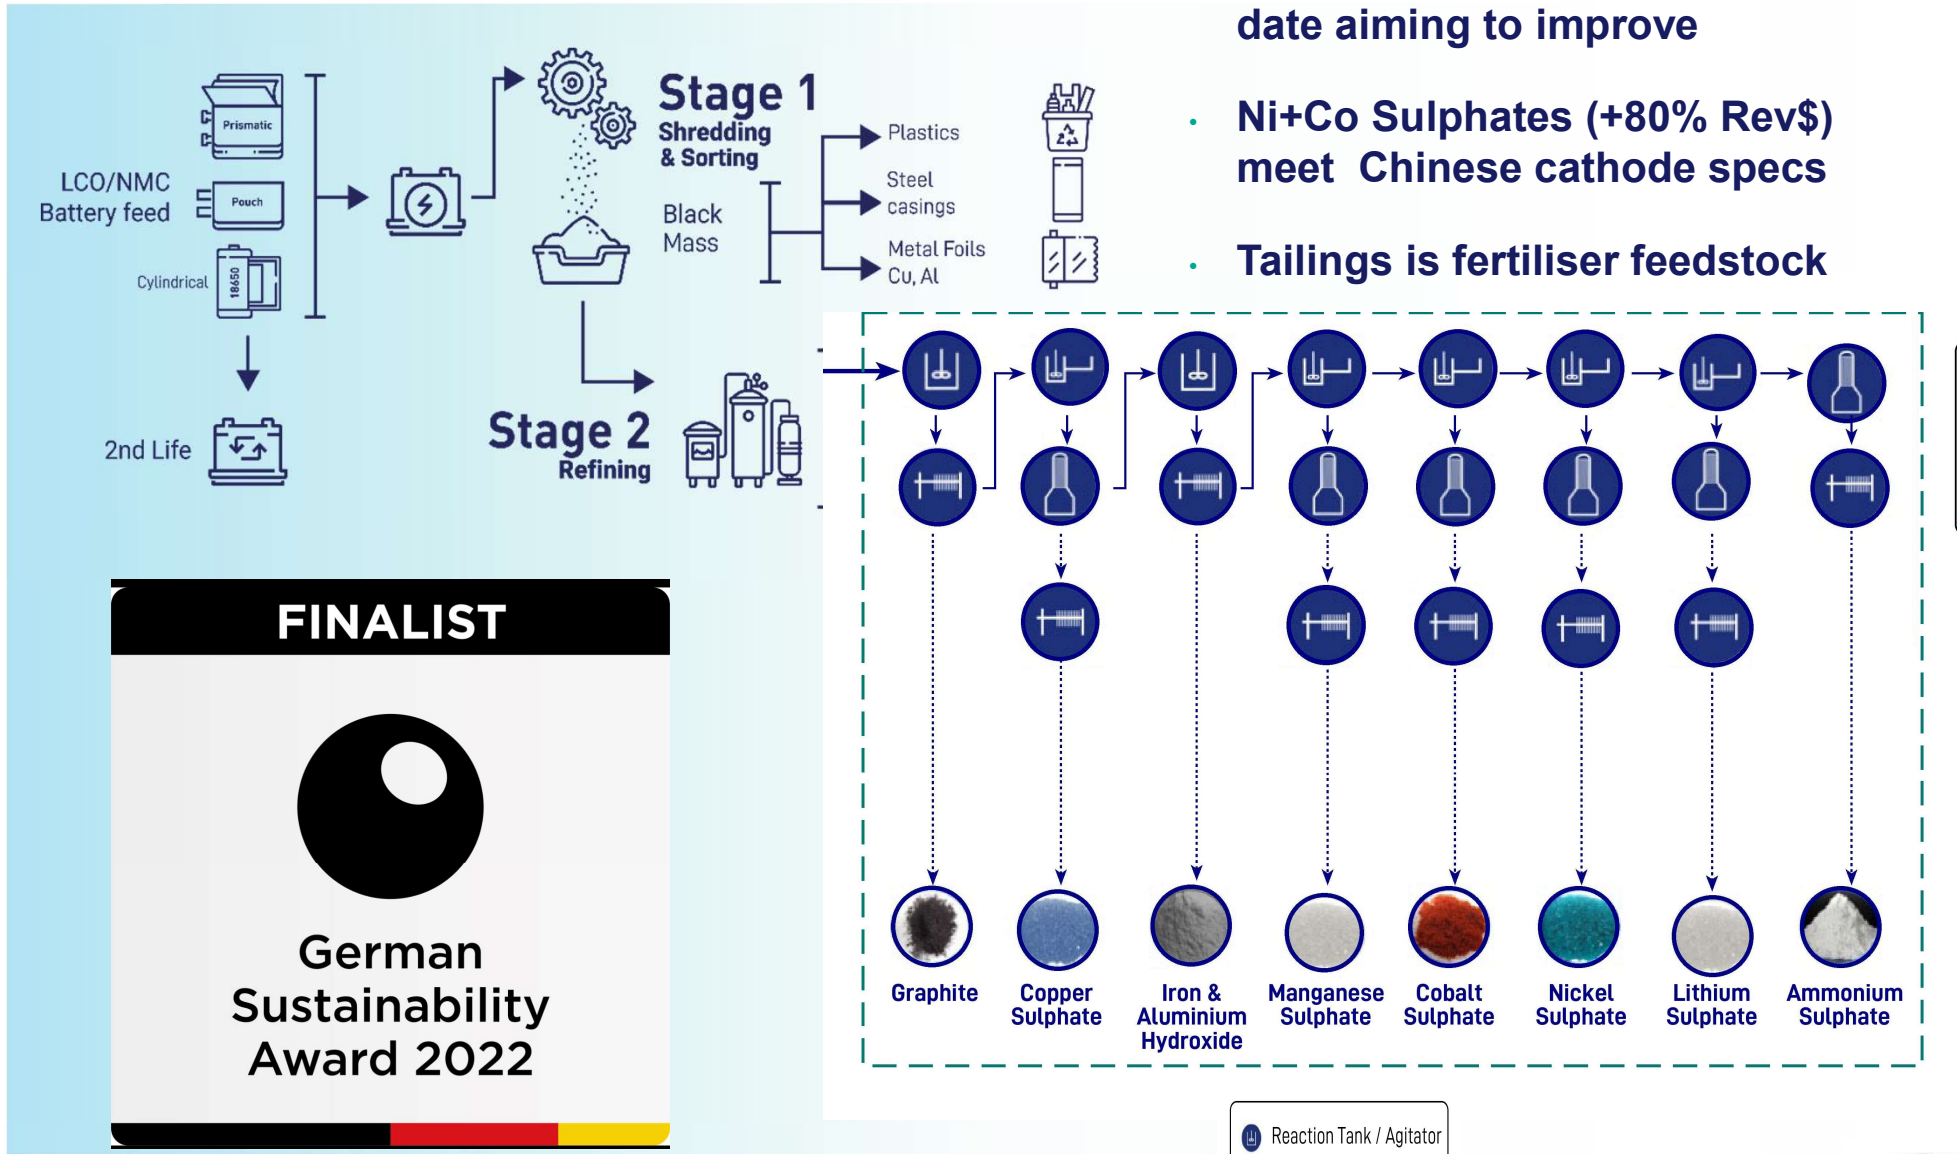 date aiming to improve
Ni+Co Sulphates (+80% Rev$)
meet Chinese cathode specs
Tailings is fertiliser feedstock
Stage 1
Shredding
& Sorting
Prismatic
LCO/NMC
Battery feed
Pouch
Cylindrical
18650
Black
Mass
Plastics
Steel
casings
Metal Foils
Cu, Al
2nd Life
Stage 2
Refining
Graphite
Copper
Sulphate
Iron &
Aluminium
Hydroxide
Manganese
Sulphate
Cobalt
Sulphate
Nickel
Sulphate
Lithium
Sulphate
Ammonium
Sulphate
FINALIST
German
Sustainability
Award 2022
Reaction Tank / Agitator